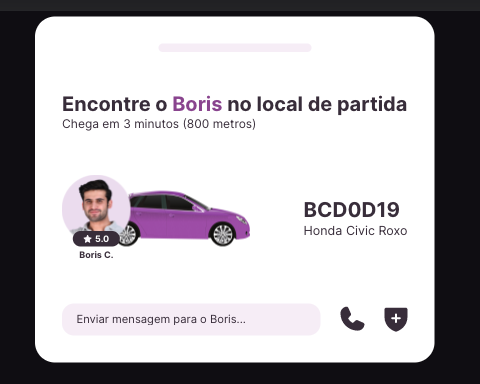 Encontre o Boris no local de partida
Chega em 3 minutos (800 metros)
BCD0D19
Honda Civic Roxo
5.0
Boris C.
Enviar mensagem para o Boris...